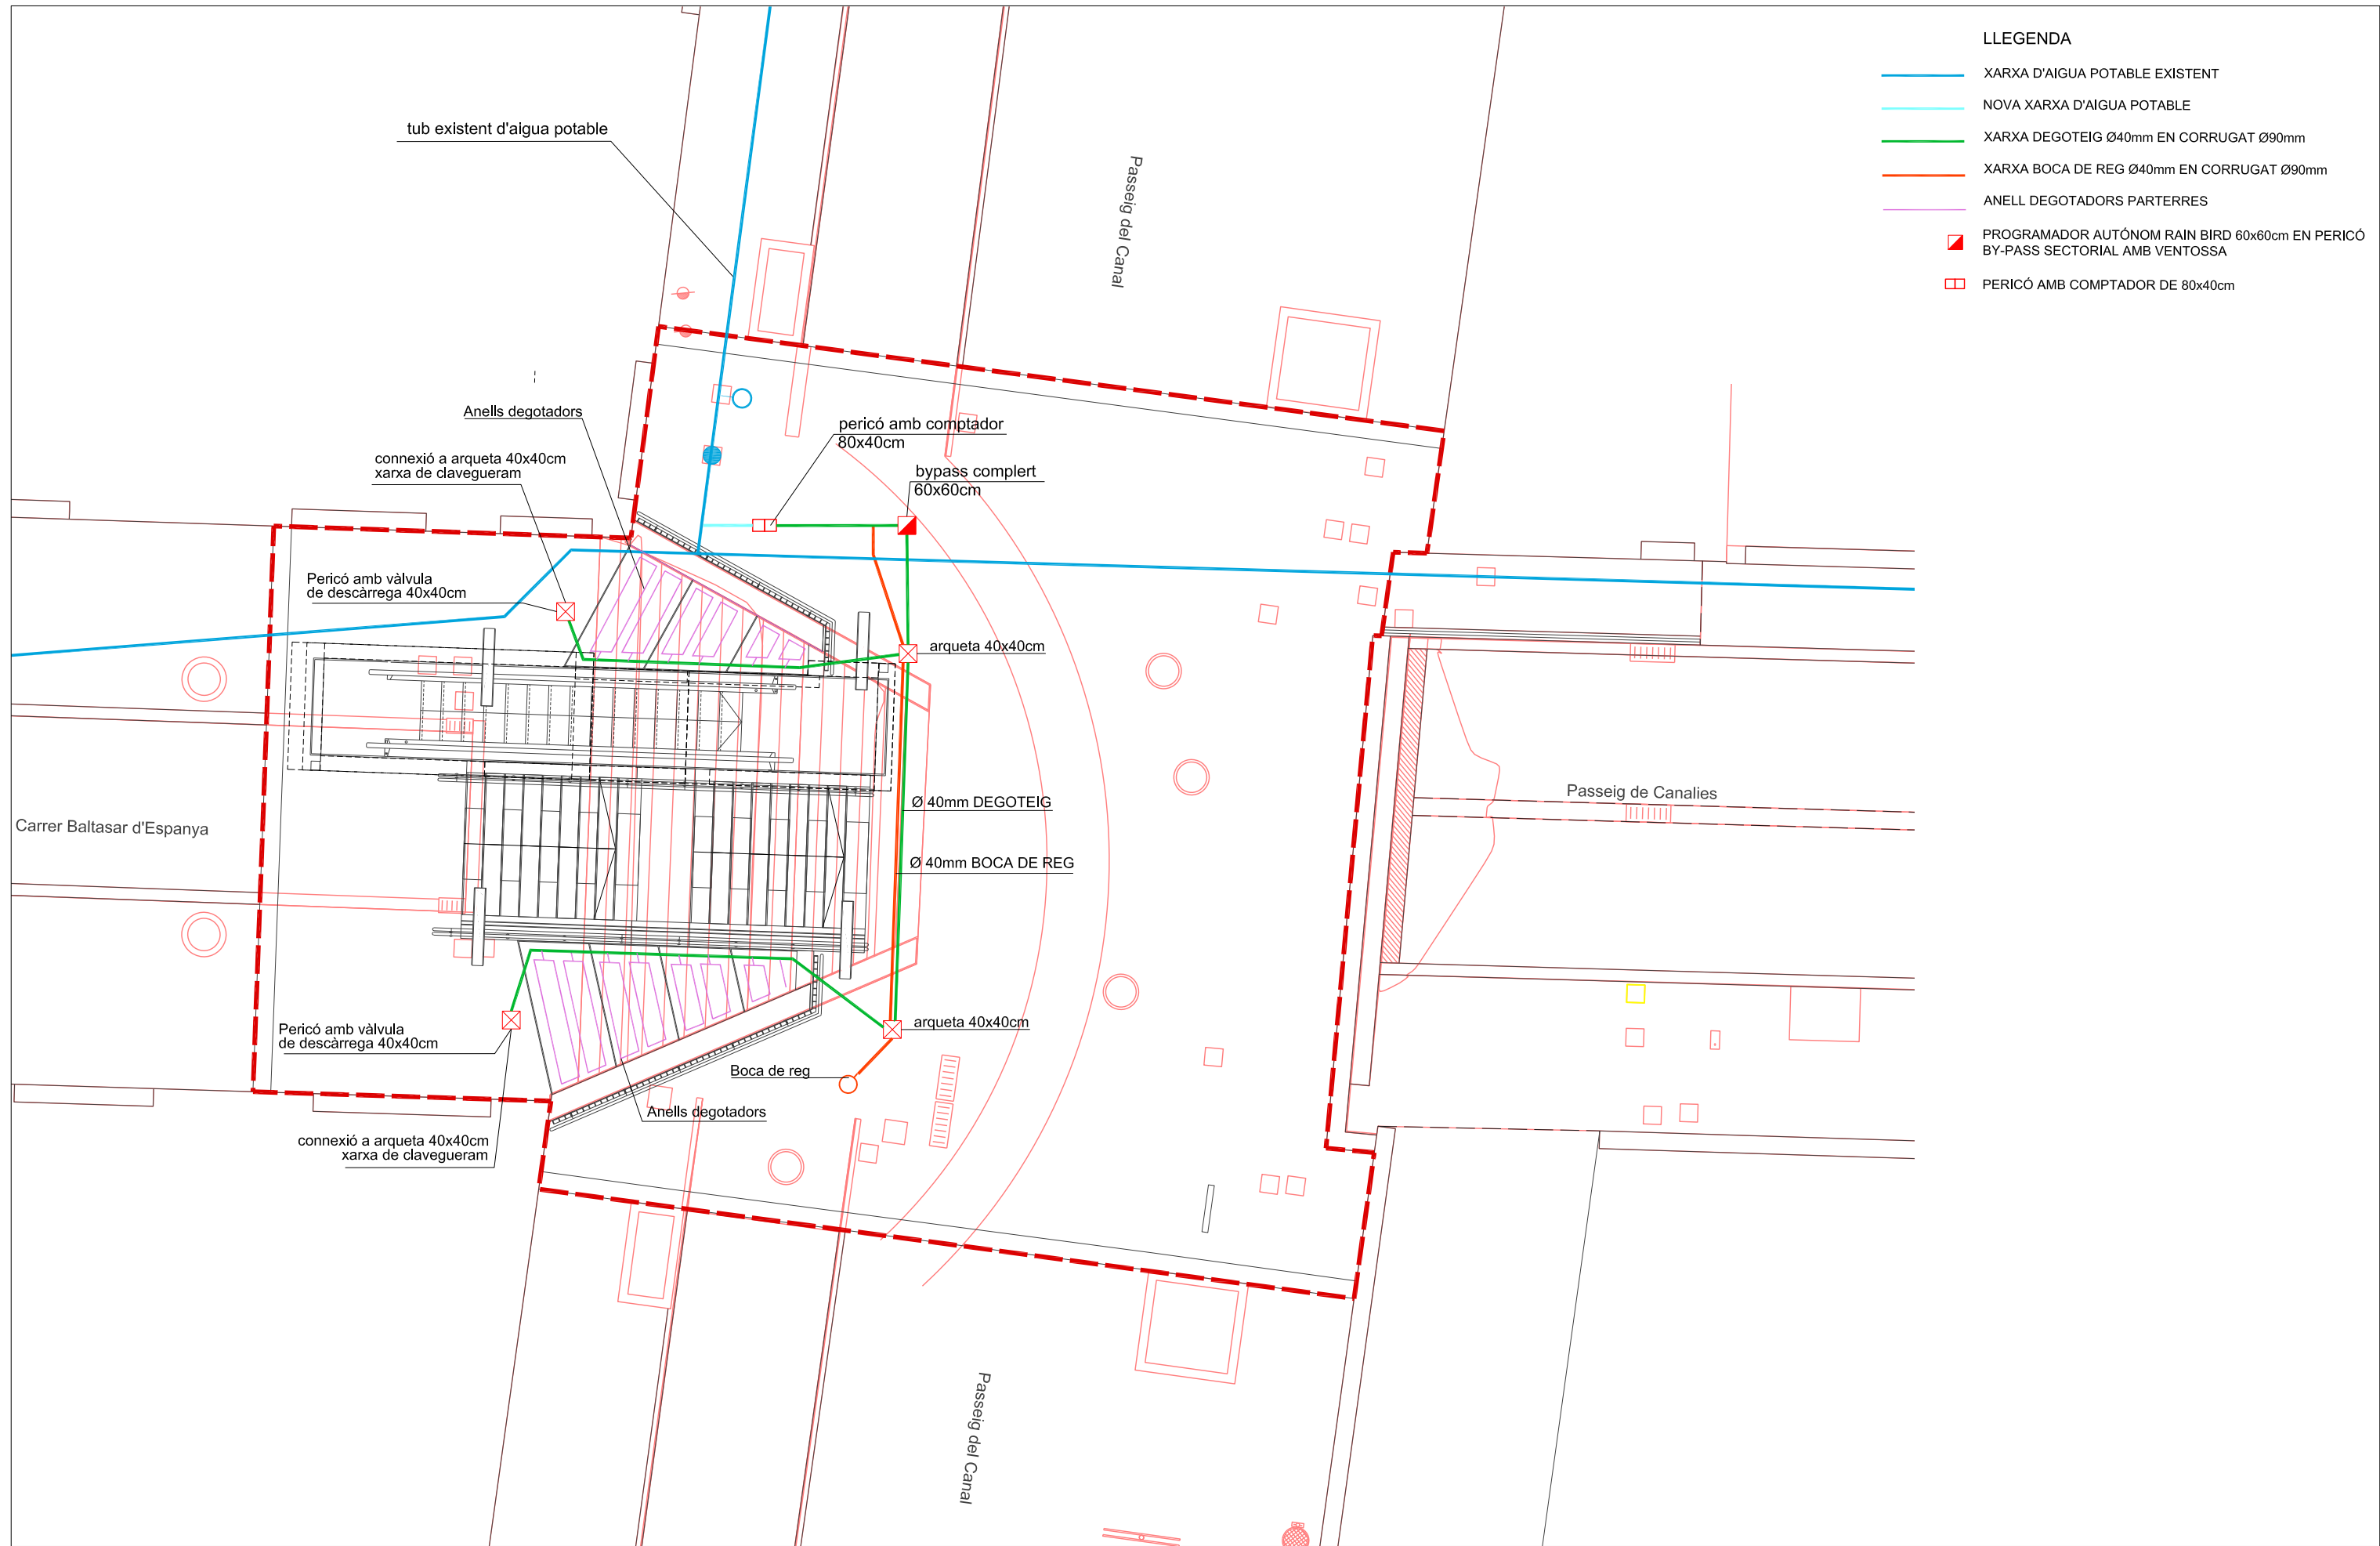 LLEGENDA
XARXA D'AIGUA POTABLE EXISTENT
NOVA XARXA D'AIGUA POTABLE
XARXA DEGOTEIG Ø40mm EN CORRUGAT Ø90mm
XARXA BOCA DE REG Ø40mm EN CORRUGAT Ø90mm
ANELL DEGOTADORS PARTERRES
PROGRAMADOR AUTÓNOM RAIN BIRD 60x60cm EN PERICÓ
BY-PASS SECTORIAL AMB VENTOSSA
PERICÓ AMB COMPTADOR DE 80x40cm
tub existent d'aigua potable
Passeig del Canal
Anells degotadors
pericó amb comptador
80x40cm
connexió a arqueta 40x40cm
xarxa de clavegueram
bypass complert
60x60cm
Pericó amb vàlvula
de descàrrega 40x40cm
arqueta 40x40cm
Ø 40mm DEGOTEIG
Passeig de Canalies
Carrer Baltasar d'Espanya
Ø 40mm BOCA DE REG
arqueta 40x40cm
Pericó amb vàlvula
de descàrrega 40x40cm
Boca de reg
Anells degotadors
connexió a arqueta 40x40cm
xarxa de clavegueram
Passeig del Canal